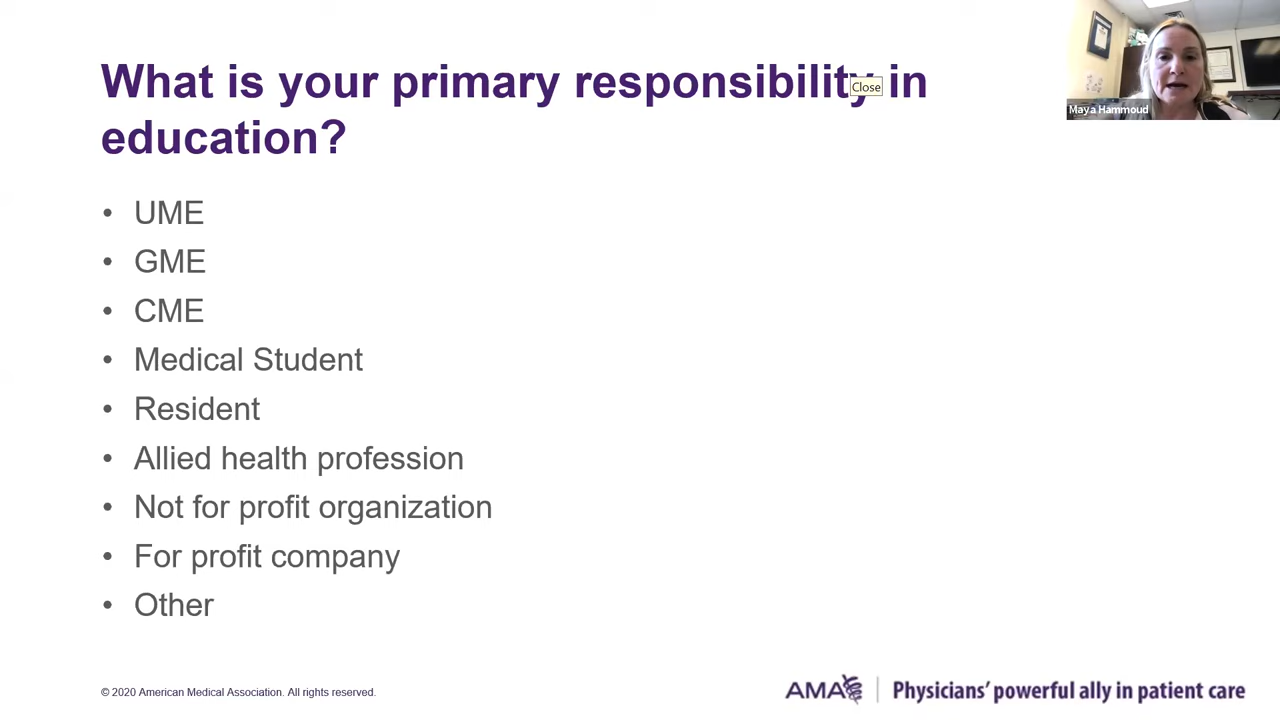 What is your primary responsibility in
education?
Close
Maya Hammoud
• UME
• GME
• CME
• Medical Student
• Resident
• Allied health profession
• Not for profit organization
• For profit company
• Other
© 2020 American Medical Association. All rights reserved.
AMA
Physicians’ powerful ally in patient care